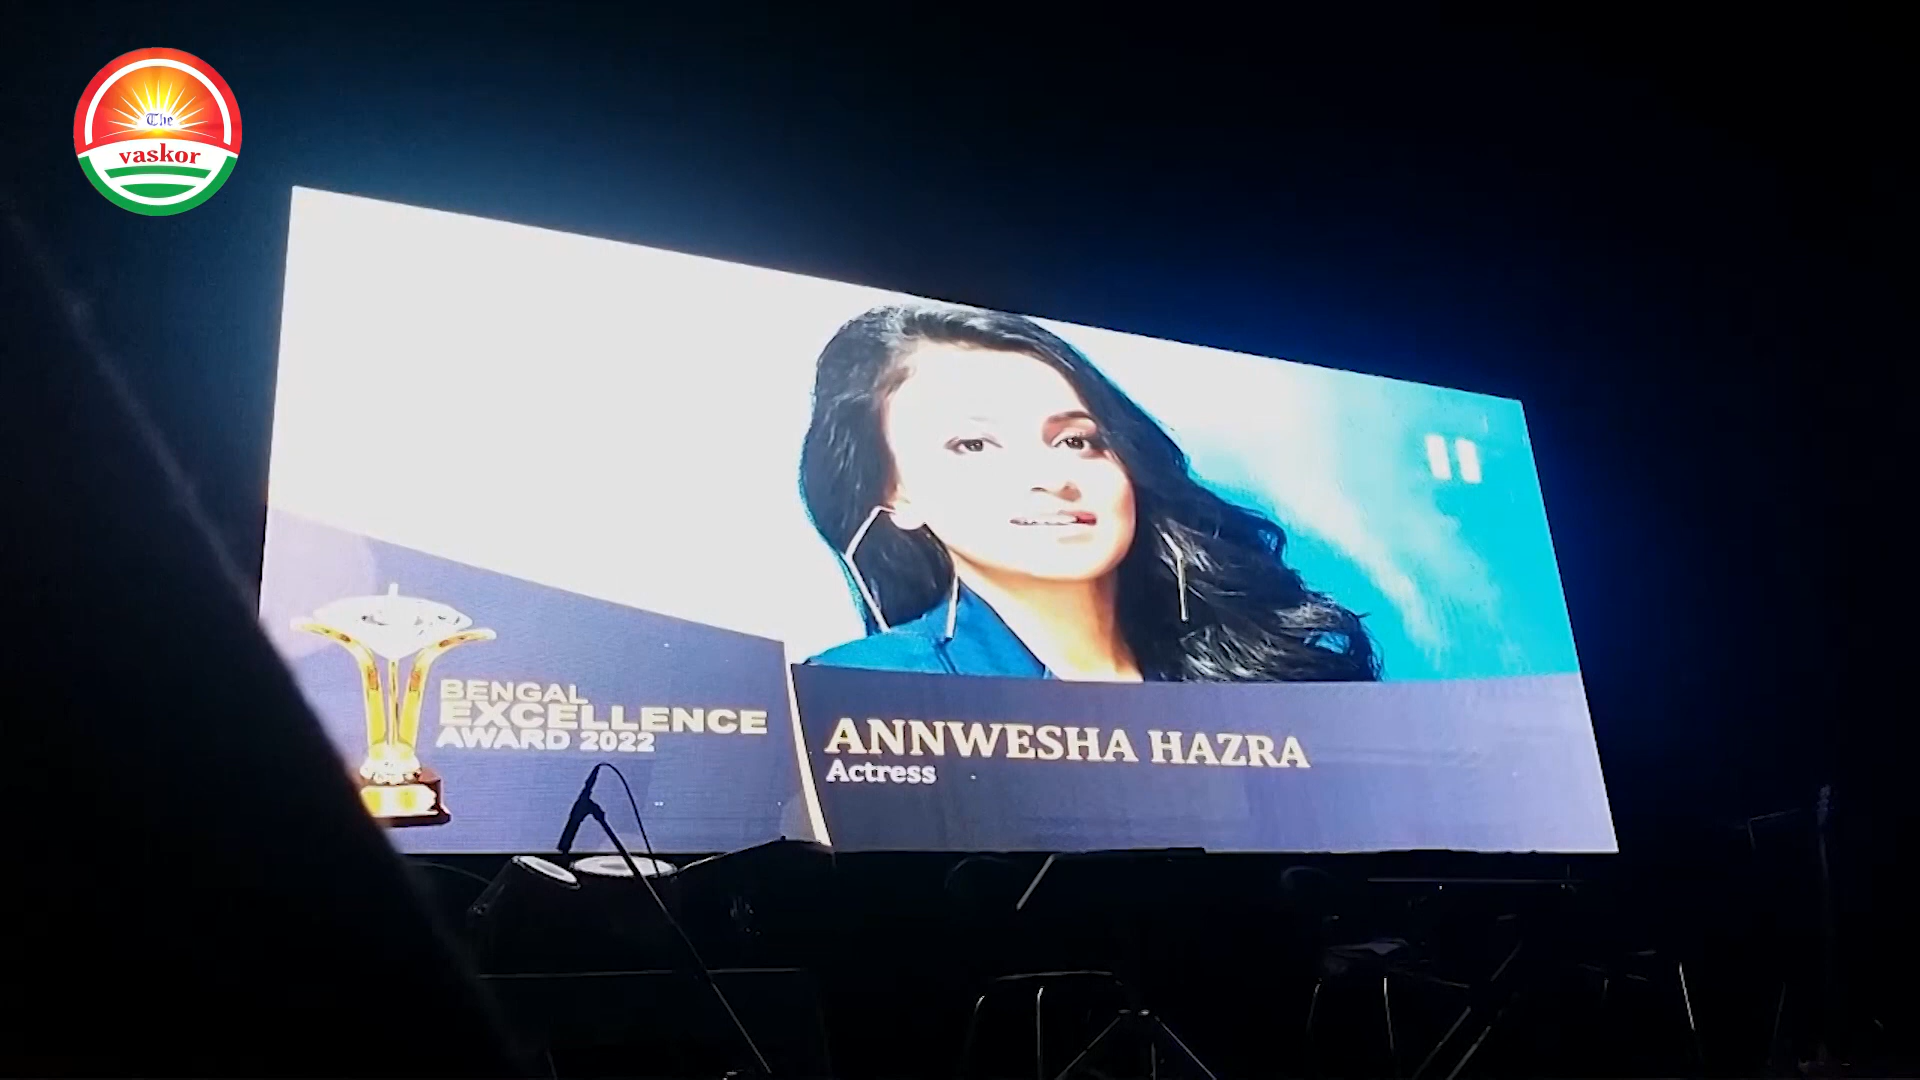 The
vaskor
BENGAL
EXCELLENCE
AWARD 2022
ANNWESHA HAZRA
Actress